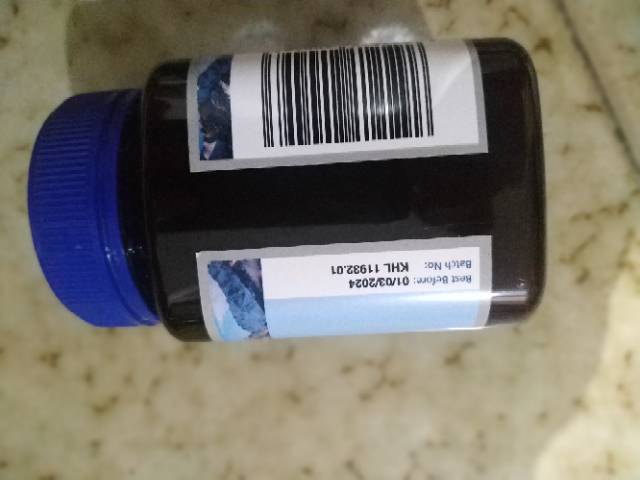 Best Before: 01/03/2024
Batch No: KHL 11932.01